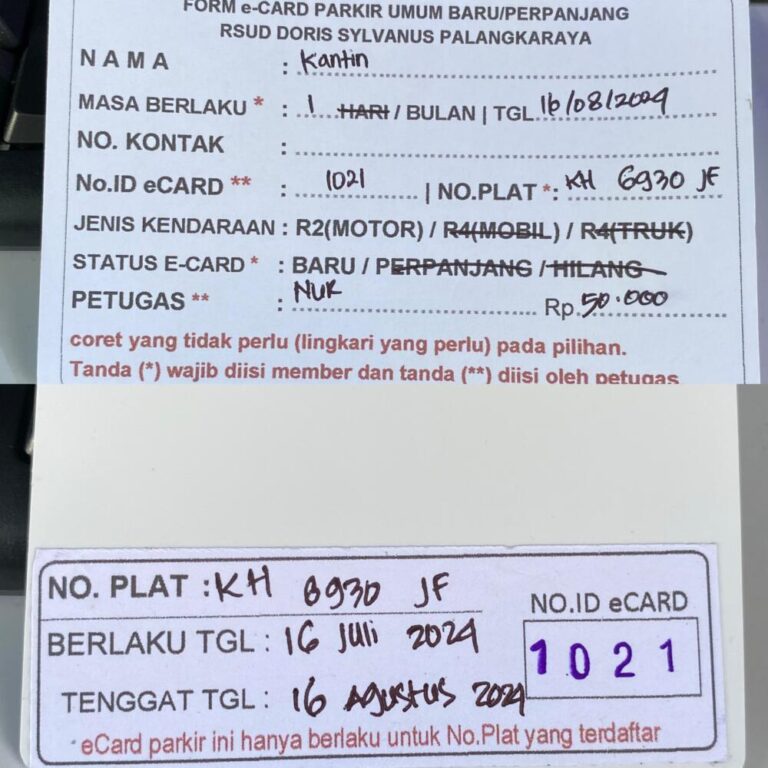 FORM e-CARD PARKIR UMUM BARU/PERPANJANG
RSUD DORIS SYLVANUS PALANGKARAYA
NAMA : Kantin
MASA BERLAKU * : 1 HARI / BULAN | TGL 16/08/2024
NO. KONTAK :
No.ID eCARD ** : 1021 | NO.PLAT *: KH 6930 JF
JENIS KENDARAAN : R2(MOTOR) / R4(MOBIL) / R4(TRUK)
STATUS E-CARD * : BARU / PERPANJANG / HILANG
PETUGAS ** : NUR Rp. 50.000
coret yang tidak perlu (lingkari yang perlu) pada pilihan.
Tanda (*) wajib diisi member dan tanda (**) diisi oleh petugas
NO. PLAT : KH 6930 JF
NO.ID eCARD
BERLAKU TGL : 16 Juli 2024
1021
TENGGAT TGL : 16 Agustus 2024
eCard parkir ini hanya berlaku untuk No.Plat yang terdaftar